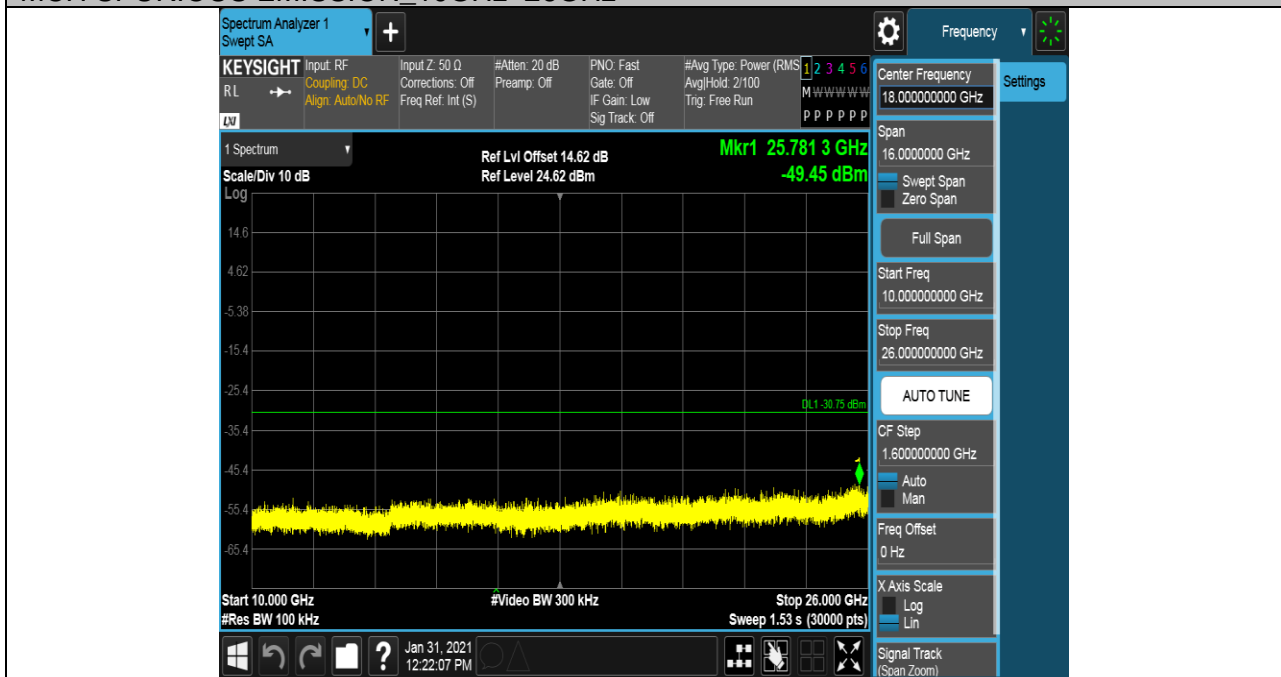 Spectrum Analyzer 1
Swept SA
+
Frequency
KEYSIGHT
RL
LXI
Input: RF
Coupling: DC
Align: Auto/No RF
Input Z: 50 Ω
Corrections: Off
Freq Ref: Int (S)
#Atten: 20 dB
Preamp: Off
PNO: Fast
Gate: Off
IF Gain: Low
Sig Track: Off
#Avg Type: Power (RMS
Avg|Hold: 2/100
Trig: Free Run
1 2 3 4 5 6
M W W W W W
P P P P P P
Center Frequency
18.000000000 GHz
Settings
1 Spectrum
Scale/Div 10 dB
Log
Ref Lvl Offset 14.62 dB
Ref Level 24.62 dBm
Mkr1 25.781 3 GHz
-49.45 dBm
Span
16.0000000 GHz
Swept Span
Zero Span
Full Span
Start Freq
10.000000000 GHz
Stop Freq
26.000000000 GHz
AUTO TUNE
CF Step
1.600000000 GHz
Auto
Man
Freq Offset
0 Hz
X Axis Scale
Log
Lin
Signal Track
(Span Zoom)
14.6
4.62
-5.38
-15.4
-25.4
DL1 -30.75 dBm
-35.4
-45.4
1
-55.4
-65.4
Start 10.000 GHz
#Res BW 100 kHz
#Video BW 300 kHz
Stop 26.000 GHz
Sweep 1.53 s (30000 pts)
?
Jan 31, 2021
12:22:07 PM